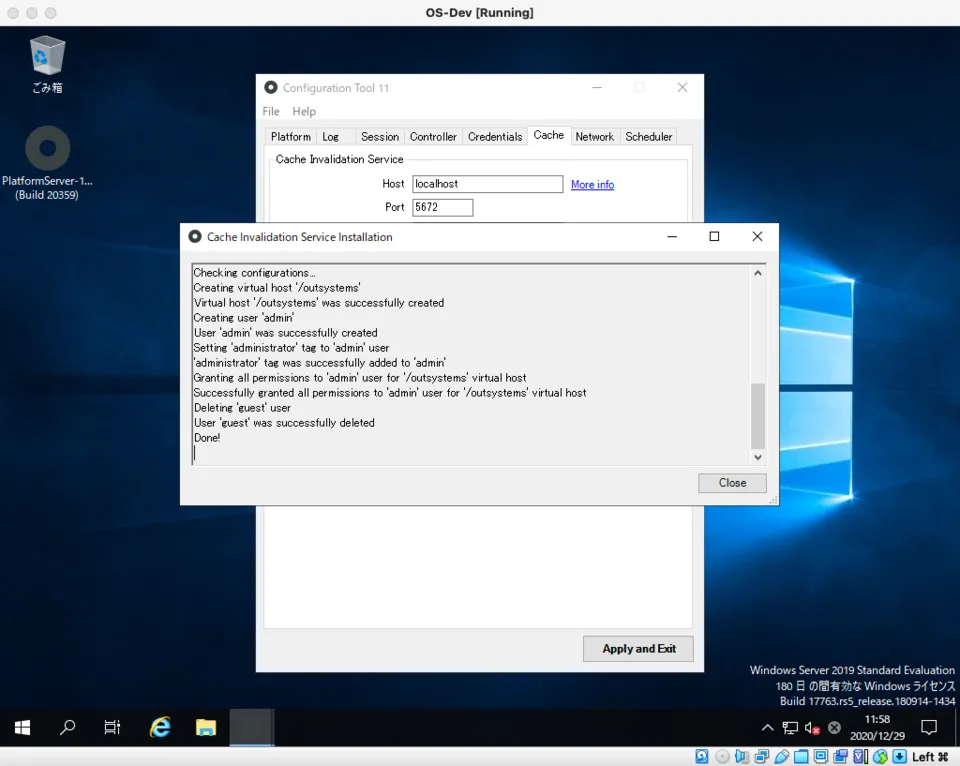 OS-Dev [Running]
ごみ箱
PlatformServer-1...
(Build 20359)
Configuration Tool 11
File Help
Platform Log Session Controller Credentials Cache Network Scheduler
Cache Invalidation Service
Host localhost More info
Port 5672
Cache Invalidation Service Installation
Checking configurations...
Creating virtual host '/outsystems'
Virtual host '/outsystems' was successfully created
Creating user 'admin'
User 'admin' was successfully created
Setting 'administrator' tag to 'admin' user
'administrator' tag was successfully added to 'admin'
Granting all permissions to 'admin' user for '/outsystems' virtual host
Successfully granted all permissions to 'admin' user for '/outsystems' virtual host
Deleting 'guest' user
User 'guest' was successfully deleted
Done!
Close
Apply and Exit
Windows Server 2019 Standard Evaluation
180 日 の間有効な Windows ライセンス
Build 17763.rs5_release.180914-1434
11:58
2020/12/29
Left ⌘